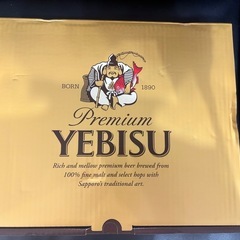 BORN 1890
Premium
YEBISU
Rich and mellow premium beer brewed from
100% fine malt and select hops with
Sapporo's traditional art.